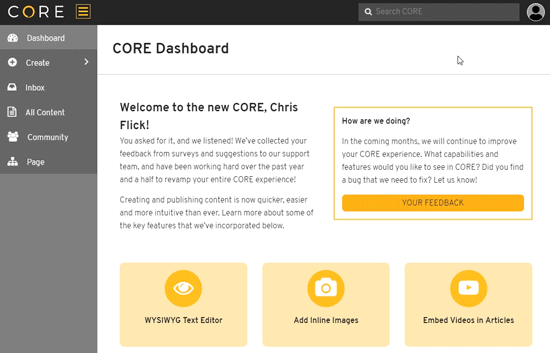 CORE
Search CORE
Dashboard
Create
Inbox
All Content
Community
Page
CORE Dashboard
Welcome to the new CORE, Chris
Flick!
You asked for it, and we listened! We've collected your
feedback from surveys and suggestions to our support
team, and have been working hard over the past year
and a half to revamp your entire CORE experience!
Creating and publishing content is now quicker, easier
and more intuitive than ever. Learn more about some of
the key features that we've incorporated below.
How are we doing?
In the coming months, we will continue to improve
your CORE experience. What capabilities and
features would you like to see in CORE? Did you find
a bug that we need to fix? Let us know!
YOUR FEEDBACK
WYSIWYG Text Editor
Add Inline Images
Embed Videos in Articles